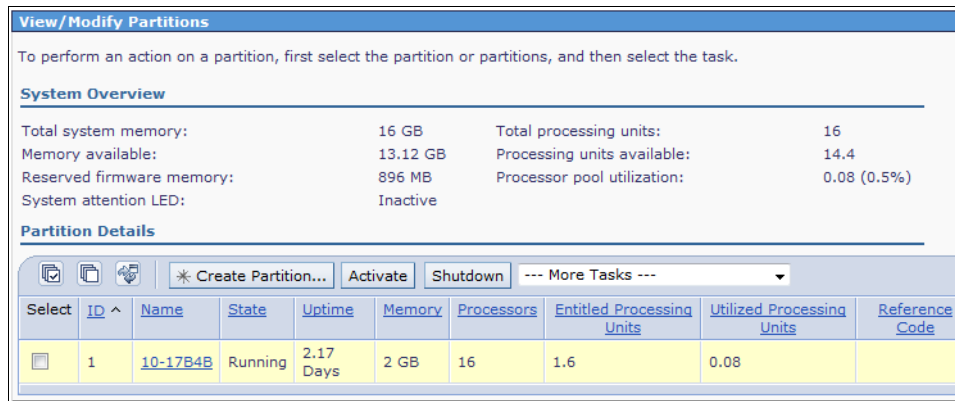 View/Modify Partitions
To perform an action on a partition, first select the partition or partitions, and then select the task.
System Overview
Total system memory: 16 GB Total processing units: 16
Memory available: 13.12 GB Processing units available: 14.4
Reserved firmware memory: 896 MB Processor pool utilization: 0.08 (0.5%)
System attention LED: Inactive
Partition Details
Create Partition... Activate Shutdown --- More Tasks ---
Select ID ^ Name State Uptime Memory Processors Entitled Processing Units Utilized Processing Units Reference Code
1 10-17B4B Running 2.17 Days 2 GB 16 1.6 0.08